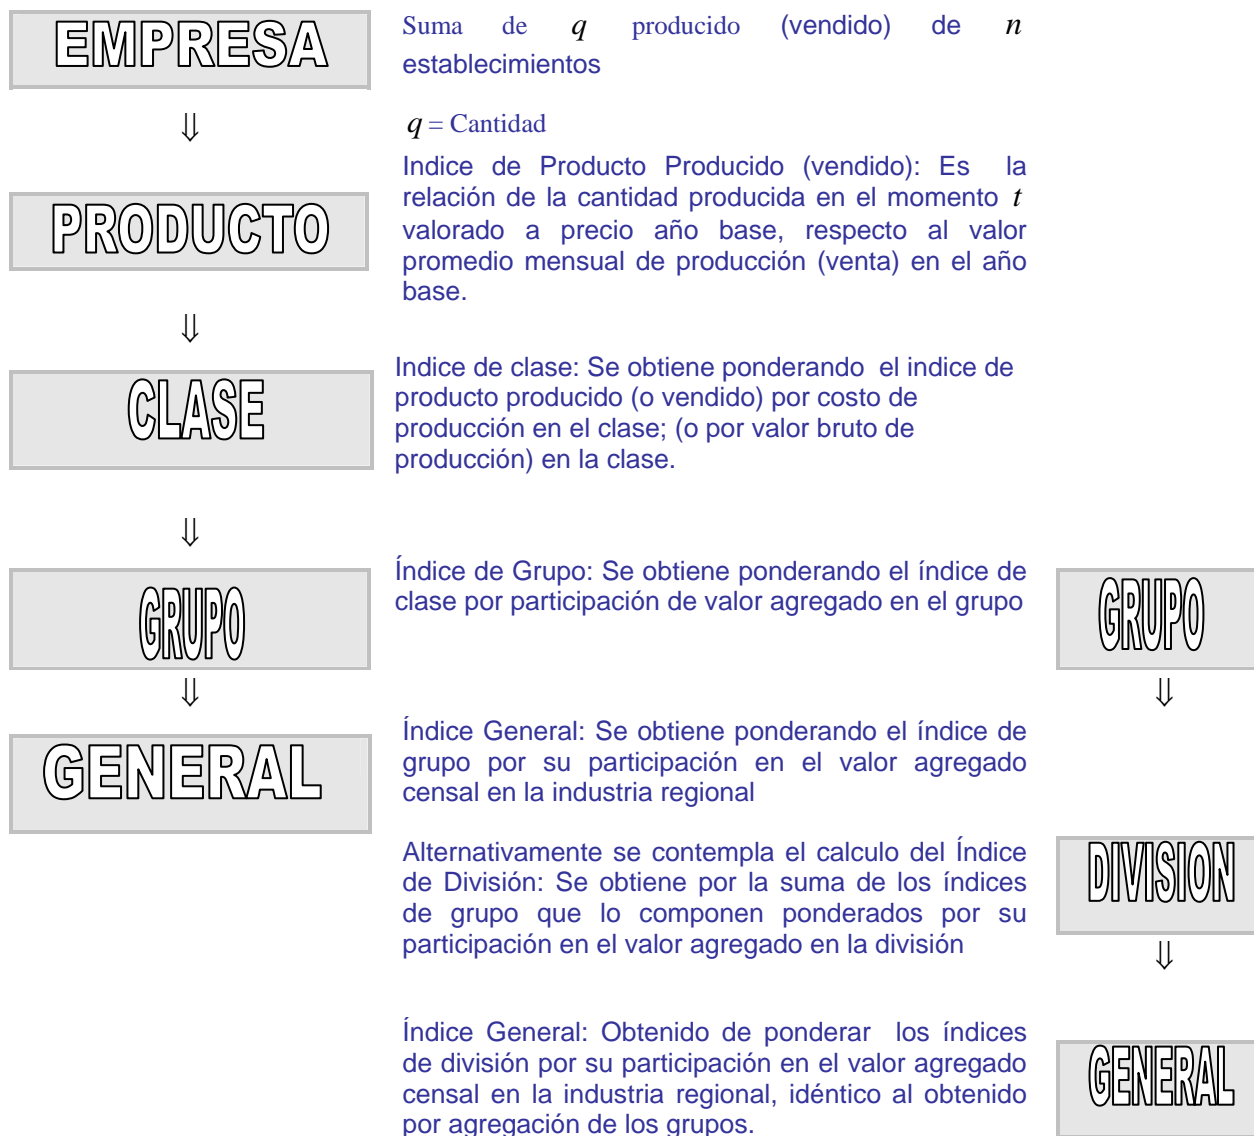 EMPRESA
Suma de q producido (vendido) de n
establecimientos
⇓
q = Cantidad
Indice de Producto Producido (vendido): Es la
relación de la cantidad producida en el momento t
valorado a precio año base, respecto al valor
promedio mensual de producción (venta) en el año
base.
PRODUCTO
⇓
Indice de clase: Se obtiene ponderando el indice de
producto producido (o vendido) por costo de
producción en el clase; (o por valor bruto de
producción) en la clase.
CLASE
⇓
Índice de Grupo: Se obtiene ponderando el índice de
clase por participación de valor agregado en el grupo
GRUPO
GRUPO
⇓
⇓
Índice General: Se obtiene ponderando el índice de
grupo por su participación en el valor agregado
censal en la industria regional
GENERAL
Alternativamente se contempla el calculo del Índice
de División: Se obtiene por la suma de los índices
de grupo que lo componen ponderados por su
participación en el valor agregado en la división
DIVISION
⇓
Índice General: Obtenido de ponderar los índices
de división por su participación en el valor agregado
censal en la industria regional, idéntico al obtenido
por agregación de los grupos.
GENERAL